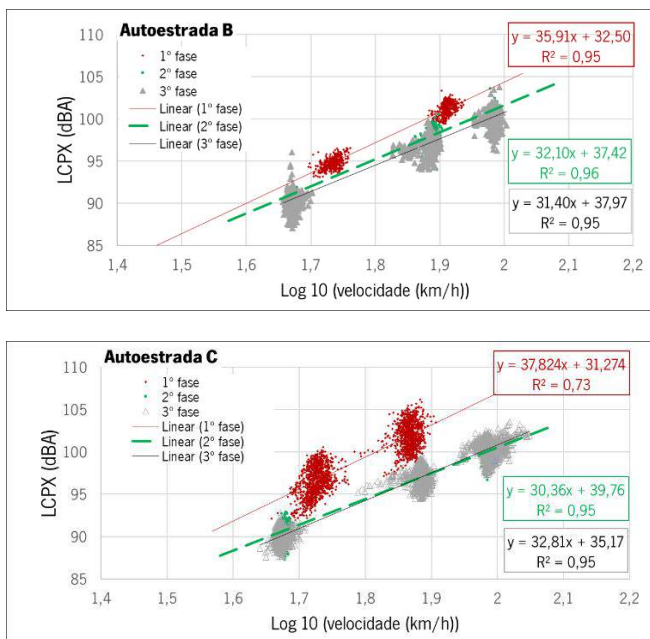 Autoestrada B
1° fase
2° fase
3° fase
Linear (1° fase)
Linear (2° fase)
Linear (3° fase)
y = 35,91x + 32,50
R² = 0,95
y = 32,10x + 37,42
R² = 0,96
y = 31,40x + 37,97
R² = 0,95
LCPX (dBA)
110
105
100
95
90
85
1,4 1,5 1,6 1,7 1,8 1,9 2 2,1 2,2
Log 10 (velocidade (km/h))
Autoestrada C
1° fase
2° fase
3° fase
Linear (1° fase)
Linear (2° fase)
Linear (3° fase)
y = 37,824x + 31,274
R² = 0,73
y = 30,36x + 39,76
R² = 0,95
y = 32,81x + 35,17
R² = 0,95
LCPX (dBA)
110
105
100
95
90
85
1,4 1,5 1,6 1,7 1,8 1,9 2 2,1 2,2
Log 10 (velocidade (km/h))